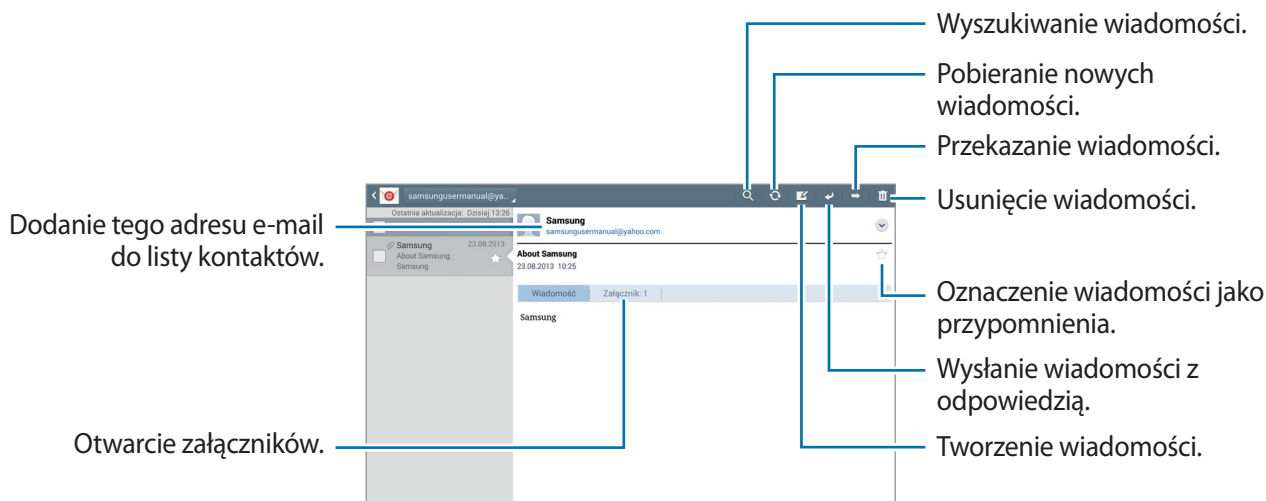 Wyszukiwanie wiadomości.
Pobieranie nowych
wiadomości.
Przekazanie wiadomości.
Usunięcie wiadomości.
Dodanie tego adresu e-mail
do listy kontaktów.
samsungusermanual@ya..
Ostatnia aktualizacja: Dzisiaj 13:26
Samsung
23.08.2013
About Samsung
Samsung
Samsung
samsungusermanual@yahoo.com
About Samsung
23.08.2013 10:25
Wiadomość
Załącznik: 1
Samsung
Oznaczenie wiadomości jako
przypomnienia.
Wysłanie wiadomości z
odpowiedzią.
Otwarcie załączników.
Tworzenie wiadomości.